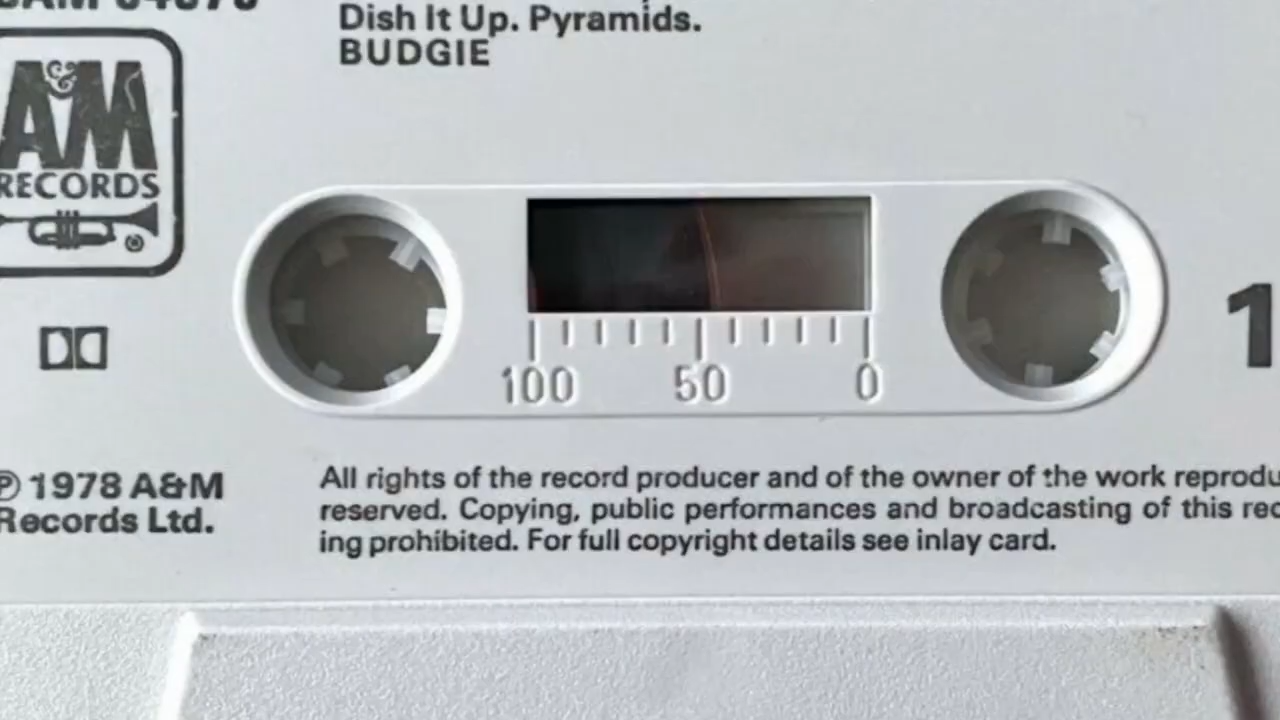 Dish It Up. Pyramids.
BUDGIE
A&M
RECORDS
®
1
100 50 0
℗ 1978 A&M
Records Ltd.
All rights of the record producer and of the owner of the work reprodu
reserved. Copying, public performances and broadcasting of this rec
ing prohibited. For full copyright details see inlay card.